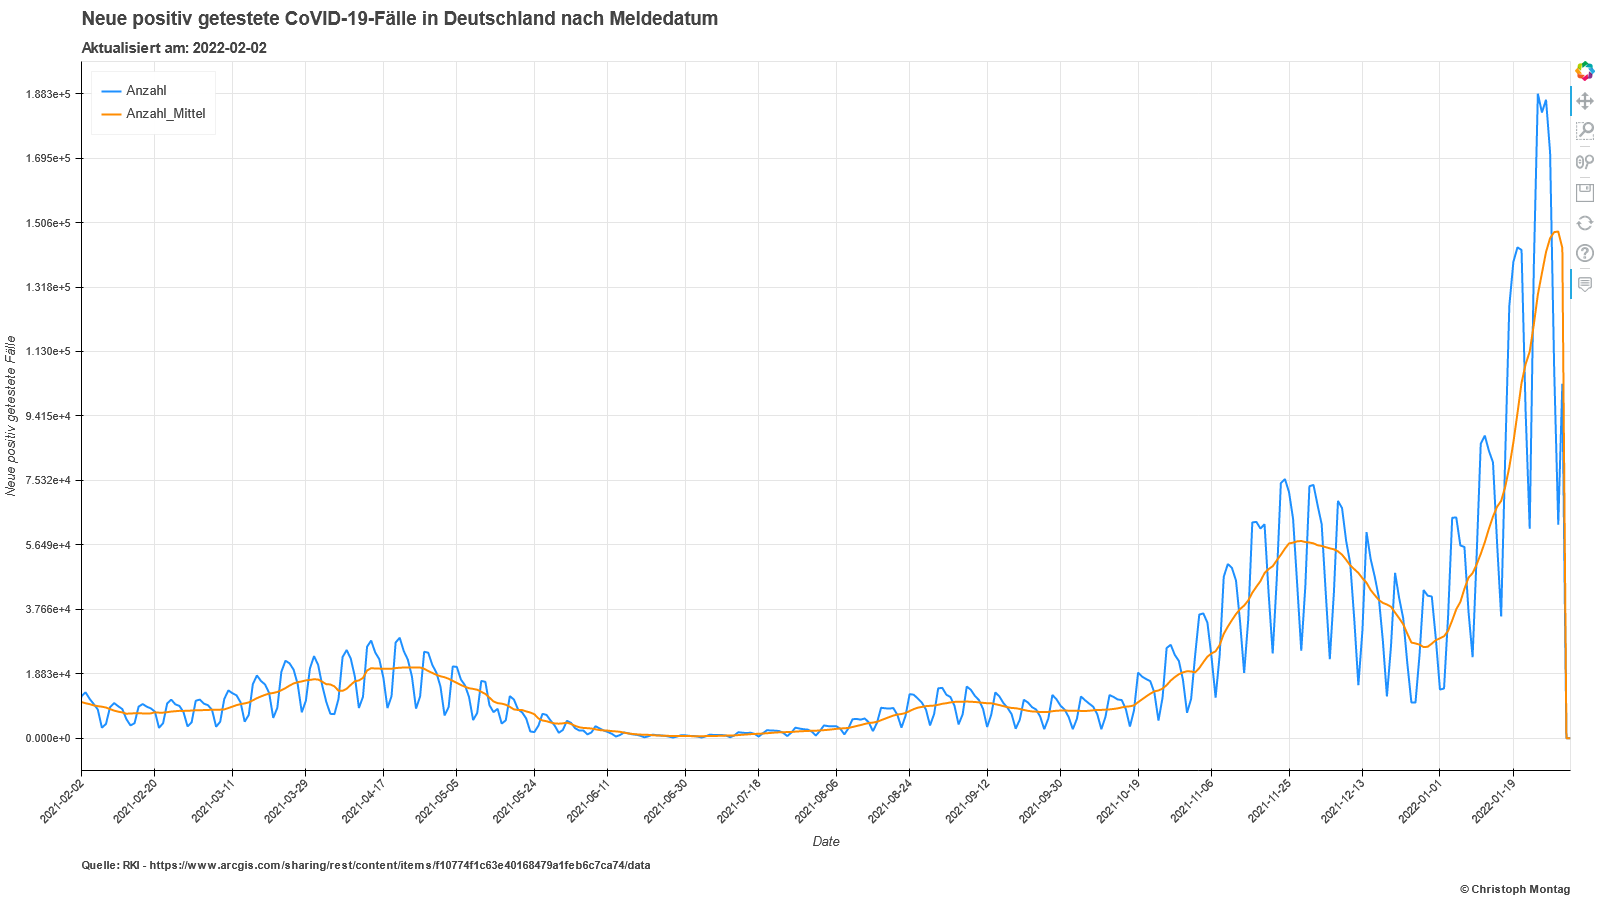 Neue positiv getestete CoVID-19-Fälle in Deutschland nach Meldedatum
Aktualisiert am: 2022-02-02
Anzahl
Anzahl_Mittel
1.883e+5
1.695e+5
1.506e+5
1.318e+5
1.130e+5
9.415e+4
7.532e+4
5.649e+4
3.766e+4
1.883e+4
0.000e+0
Neue positiv getestete Fälle
2021-02-02
2021-02-20
2021-03-11
2021-03-29
2021-04-17
2021-05-05
2021-05-24
2021-06-11
2021-06-30
2021-07-18
2021-08-06
2021-08-24
2021-09-12
2021-09-30
2021-10-19
2021-11-06
2021-11-25
2021-12-13
2022-01-01
2022-01-19
Date
Quelle: RKI - https://www.arcgis.com/sharing/rest/content/items/f10774f1c63e40168479a1feb6c7ca74/data
© Christoph Montag